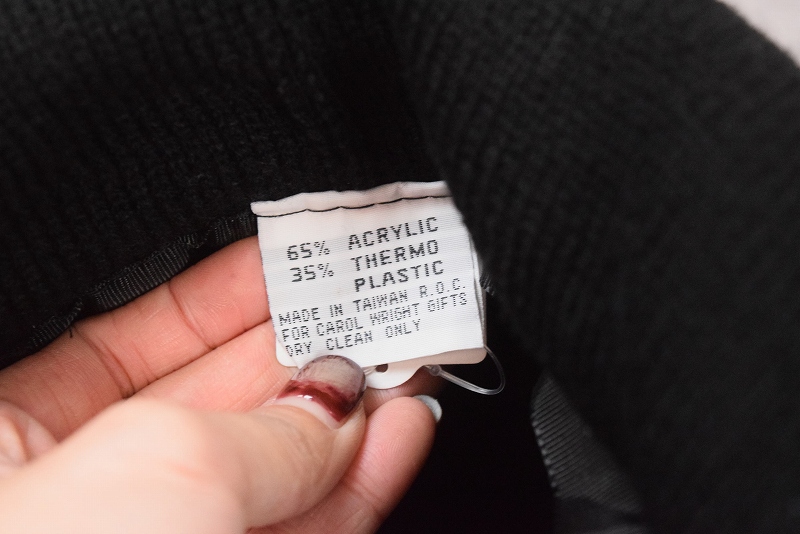 65% ACRYLIC
35% THERMO
PLASTIC
MADE IN TAIWAN R.O.C.
FOR CAROL WRIGHT GIFTS
DRY CLEAN ONLY